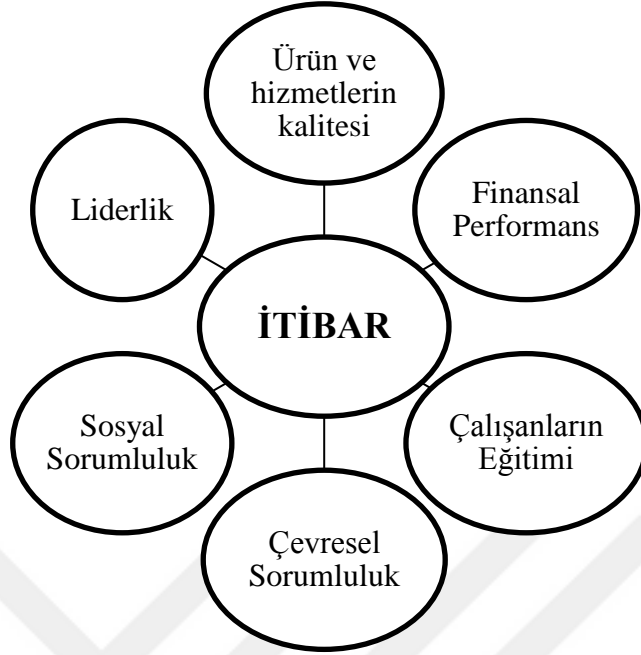 Ürün ve
hizmetlerin
kalitesi
Liderlik
Finansal
Performans
İTİBAR
Sosyal
Sorumluluk
Çalışanların
Eğitimi
Çevresel
Sorumluluk